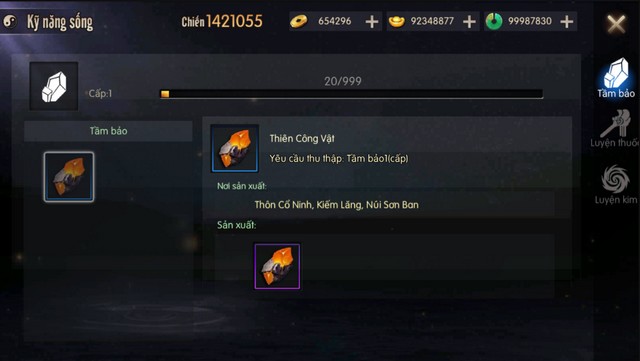 Kỹ năng sống
Chiến 1421055
654296
92348877
99987830
Cấp:1
20/999
Tầm bảo
Tầm bảo
Thiên Công Vật
Yêu cầu thu thập: Tầm bảo1(cấp)
Nơi sản xuất:
Thôn Cổ Ninh, Kiếm Lãng, Núi Sơn Ban
Sản xuất:
Luyện thuốc
Luyện kim